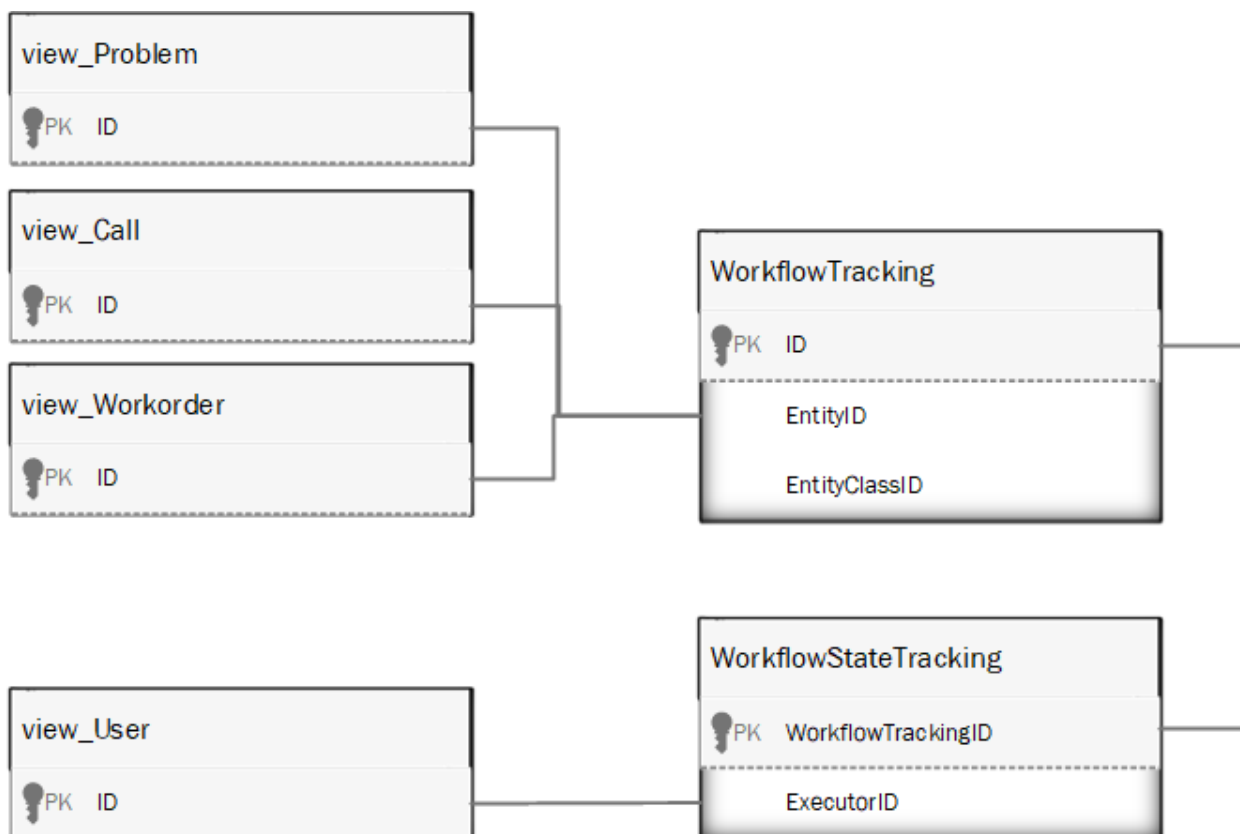 view_Problem
PK ID
view_Call
PK ID
view_Workorder
PK ID
WorkflowTracking
PK ID
EntityID
EntityClassID
view_User
PK ID
WorkflowStateTracking
PK WorkflowTrackingID
ExecutorID